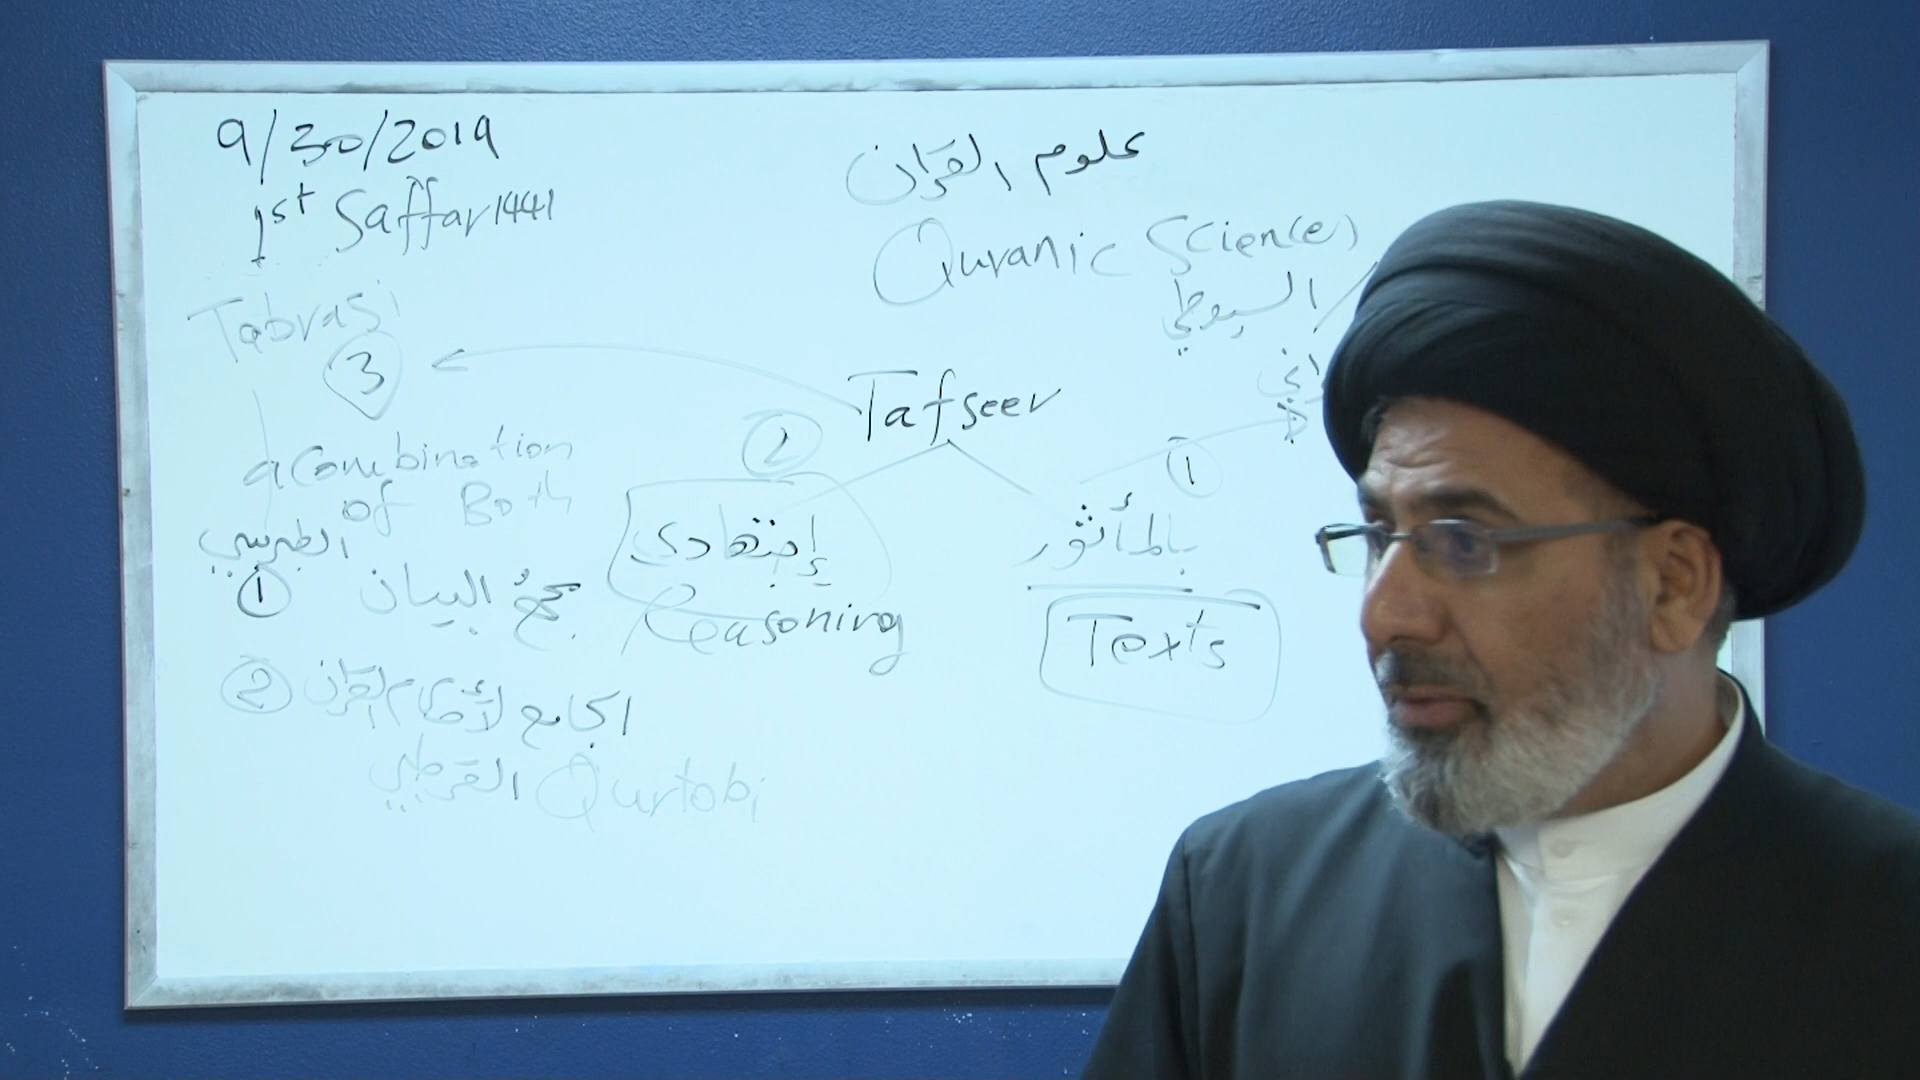 9/30/2019
1st Saffar 1441
علوم القرآن
Quranic Sciences
السيوطي
Tabrasi
3
Tafseer
2
1
a Combination
of Both
الطبرسي
إجتهادي
بالمأثور
1 مجمع البيان
Reasoning
Texts
2 الجامع لأحكام القرآن
القرطبي Qurtobi